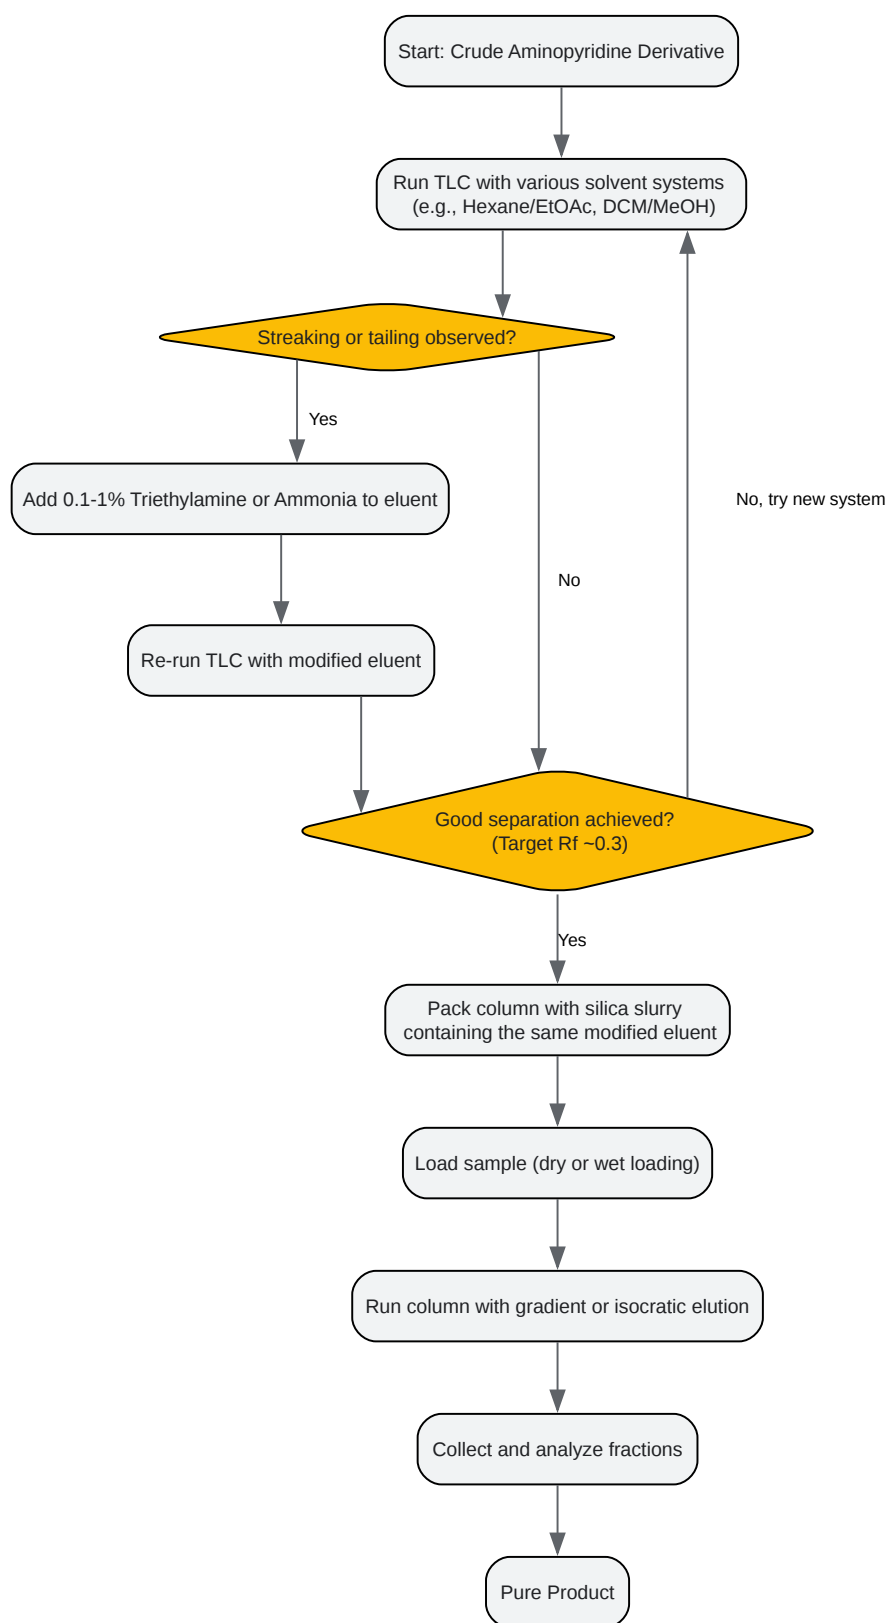 Start: Crude Aminopyridine Derivative
Run TLC with various solvent systems
(e.g., Hexane/EtOAc, DCM/MeOH)
Streaking or tailing observed?
Yes
Add 0.1-1% Triethylamine or Ammonia to eluent
No, try new system
No
Re-run TLC with modified eluent
Good separation achieved?
(Target Rf ~0.3)
Yes
Pack column with silica slurry
containing the same modified eluent
Load sample (dry or wet loading)
Run column with gradient or isocratic elution
Collect and analyze fractions
Pure Product